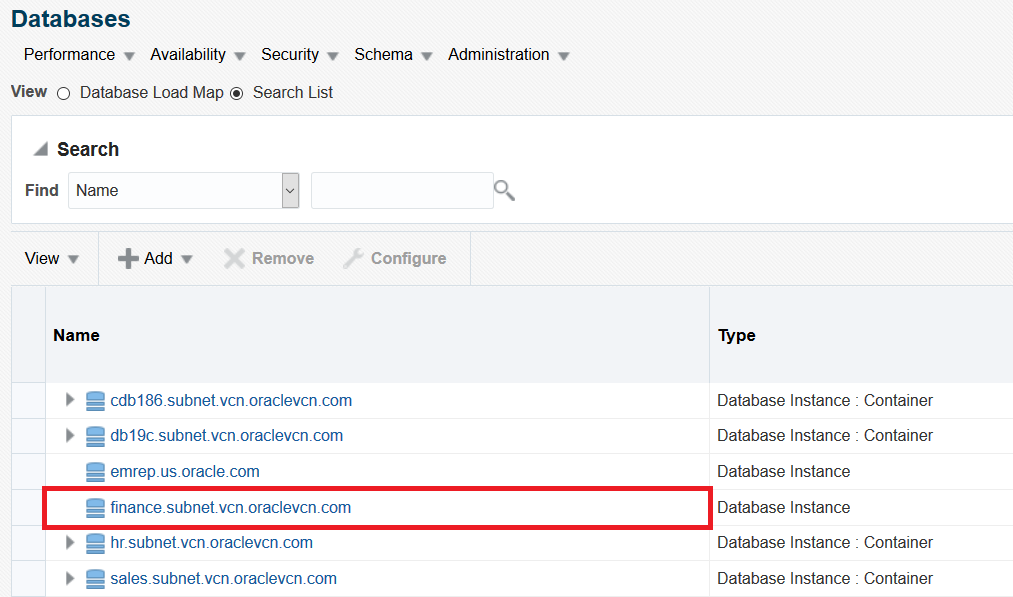 Databases
Performance Availability Security Schema Administration
View Database Load Map Search List
Search
Find Name
View Add Remove Configure
Name Type
cdb186.subnet.vcn.oraclevcn.com Database Instance : Container
db19c.subnet.vcn.oraclevcn.com Database Instance : Container
emrep.us.oracle.com Database Instance
finance.subnet.vcn.oraclevcn.com Database Instance
hr.subnet.vcn.oraclevcn.com Database Instance : Container
sales.subnet.vcn.oraclevcn.com Database Instance : Container